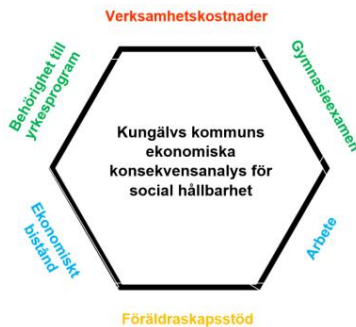 Verksamhetskostnader
Behörighet till
yrkesprogram
Gymnasieexamen
Kungälvs kommuns
ekonomiska
konsekvensanalys för
social hållbarhet
Ekonomiskt
bistånd
Arbete
Föräldraskapsstöd